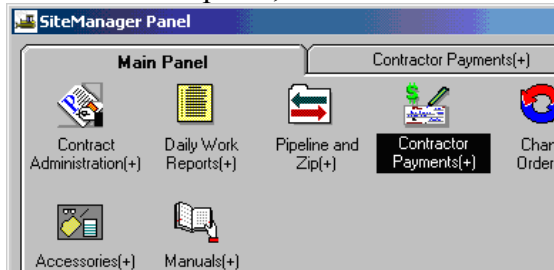 SiteManager Panel
Main Panel
Contractor Payments(+)
Contract
Administration(+)
Daily Work
Reports(+)
Pipeline and
Zip(+)
Contractor
Payments(+)
Accessories(+)
Manuals(+)